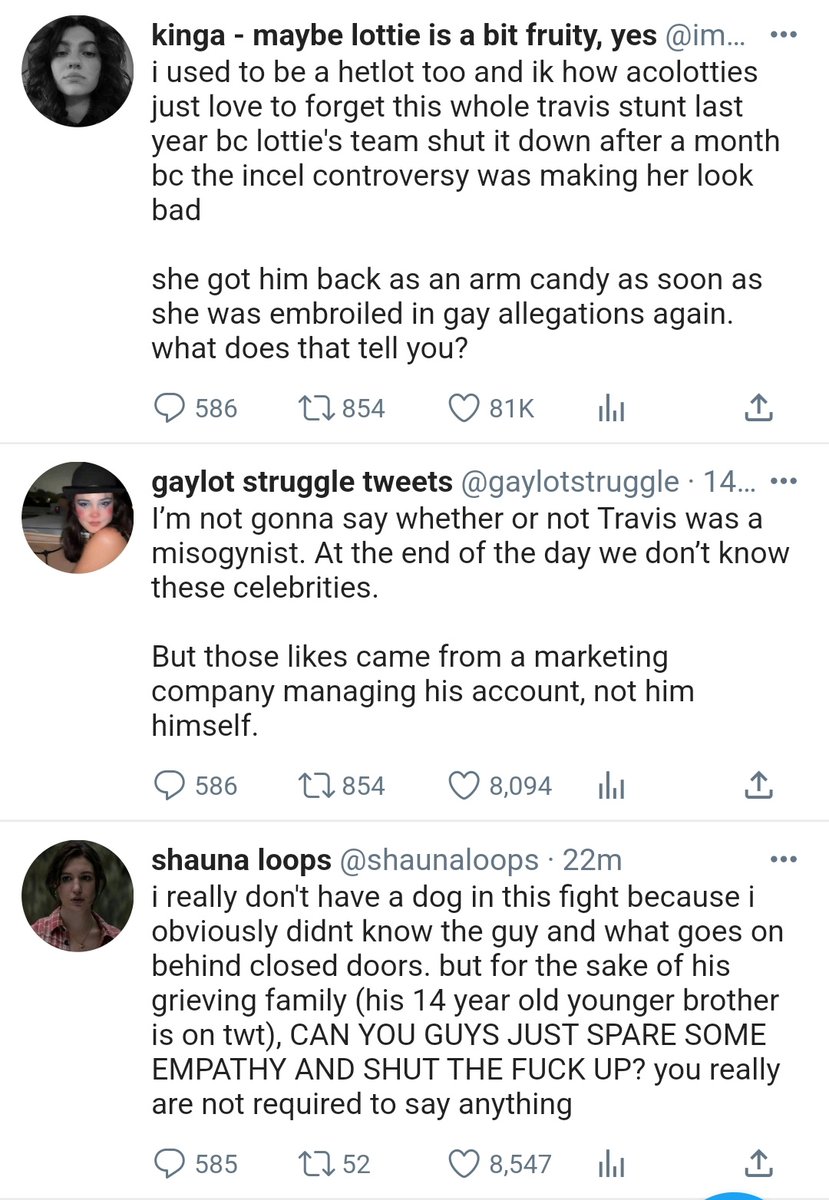 kinga - maybe lottie is a bit fruity, yes @im...
i used to be a hetlot too and ik how acolotties
just love to forget this whole travis stunt last
year bc lottie's team shut it down after a month
bc the incel controversy was making her look
bad
she got him back as an arm candy as soon as
she was embroiled in gay allegations again.
what does that tell you?
586 854 81K
gaylot struggle tweets @gaylotstruggle · 14...
I’m not gonna say whether or not Travis was a
misogynist. At the end of the day we don’t know
these celebrities.
But those likes came from a marketing
company managing his account, not him
himself.
586 854 8,094
shauna loops @shaunaloops · 22m
i really don't have a dog in this fight because i
obviously didnt know the guy and what goes on
behind closed doors. but for the sake of his
grieving family (his 14 year old younger brother
is on twt), CAN YOU GUYS JUST SPARE SOME
EMPATHY AND SHUT THE FUCK UP? you really
are not required to say anything
585 52 8,547